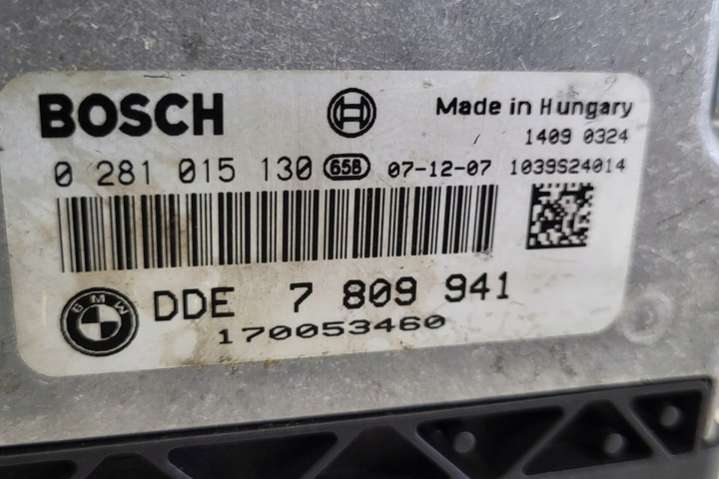 BOSCH Made in Hungary
1409 0324
0 281 015 130 658 07-12-07 1039S24014
BMW DDE 7 809 941
170053460